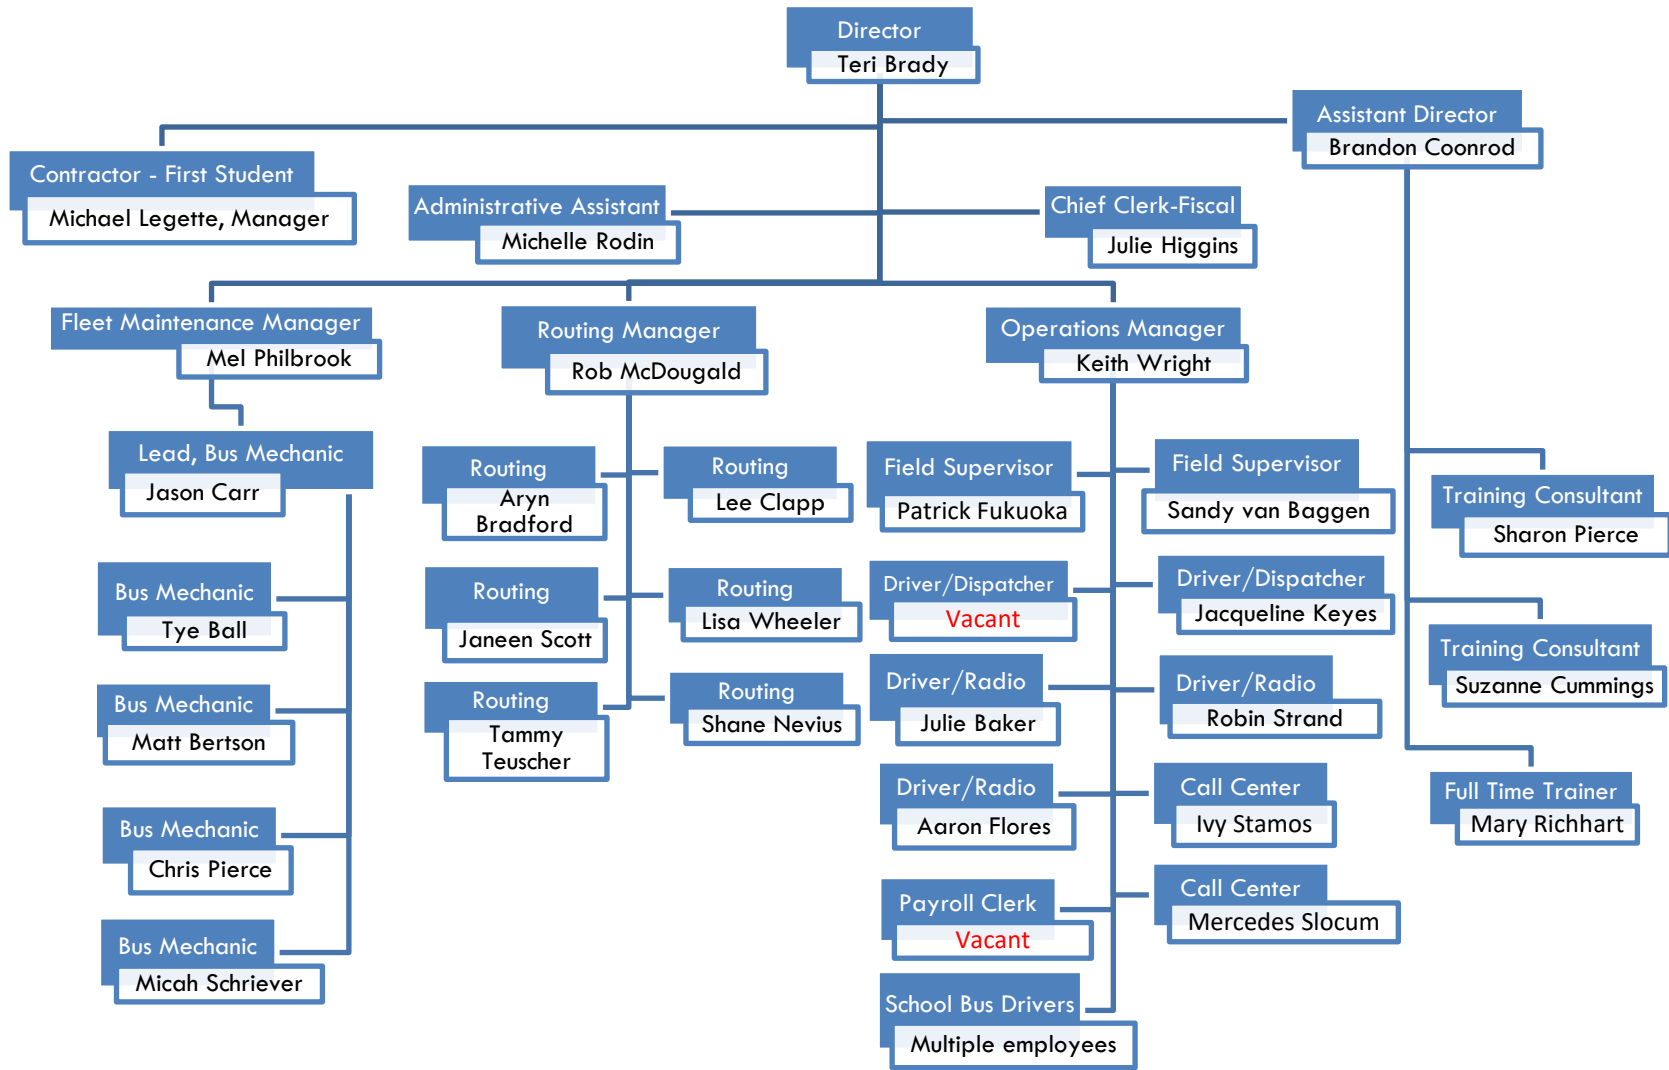 Director
Teri Brady
Assistant Director
Brandon Coonrod
Contractor - First Student
Michael Legette, Manager
Administrative Assistant
Michelle Rodin
Chief Clerk-Fiscal
Julie Higgins
Fleet Maintenance Manager
Mel Philbrook
Routing Manager
Rob McDougald
Operations Manager
Keith Wright
Lead, Bus Mechanic
Jason Carr
Bus Mechanic
Tye Ball
Bus Mechanic
Matt Bertson
Bus Mechanic
Chris Pierce
Bus Mechanic
Micah Schriever
Routing
Aryn
Bradford
Routing
Lee Clapp
Routing
Janeen Scott
Routing
Lisa Wheeler
Routing
Tammy
Teuscher
Routing
Shane Nevius
Field Supervisor
Patrick Fukuoka
Field Supervisor
Sandy van Baggen
Driver/Dispatcher
Vacant
Driver/Dispatcher
Jacqueline Keyes
Driver/Radio
Julie Baker
Driver/Radio
Robin Strand
Driver/Radio
Aaron Flores
Call Center
Ivy Stamos
Payroll Clerk
Vacant
Call Center
Mercedes Slocum
School Bus Drivers
Multiple employees
Training Consultant
Sharon Pierce
Training Consultant
Suzanne Cummings
Full Time Trainer
Mary Richhart